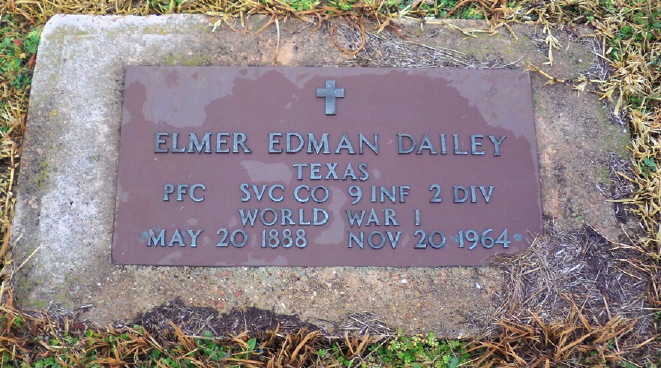 ELMER EDMAN DAILEY
TEXAS
PFC SVC CO 9 INF 2 DIV
WORLD WAR I
MAY 20 1888 NOV 20 1964